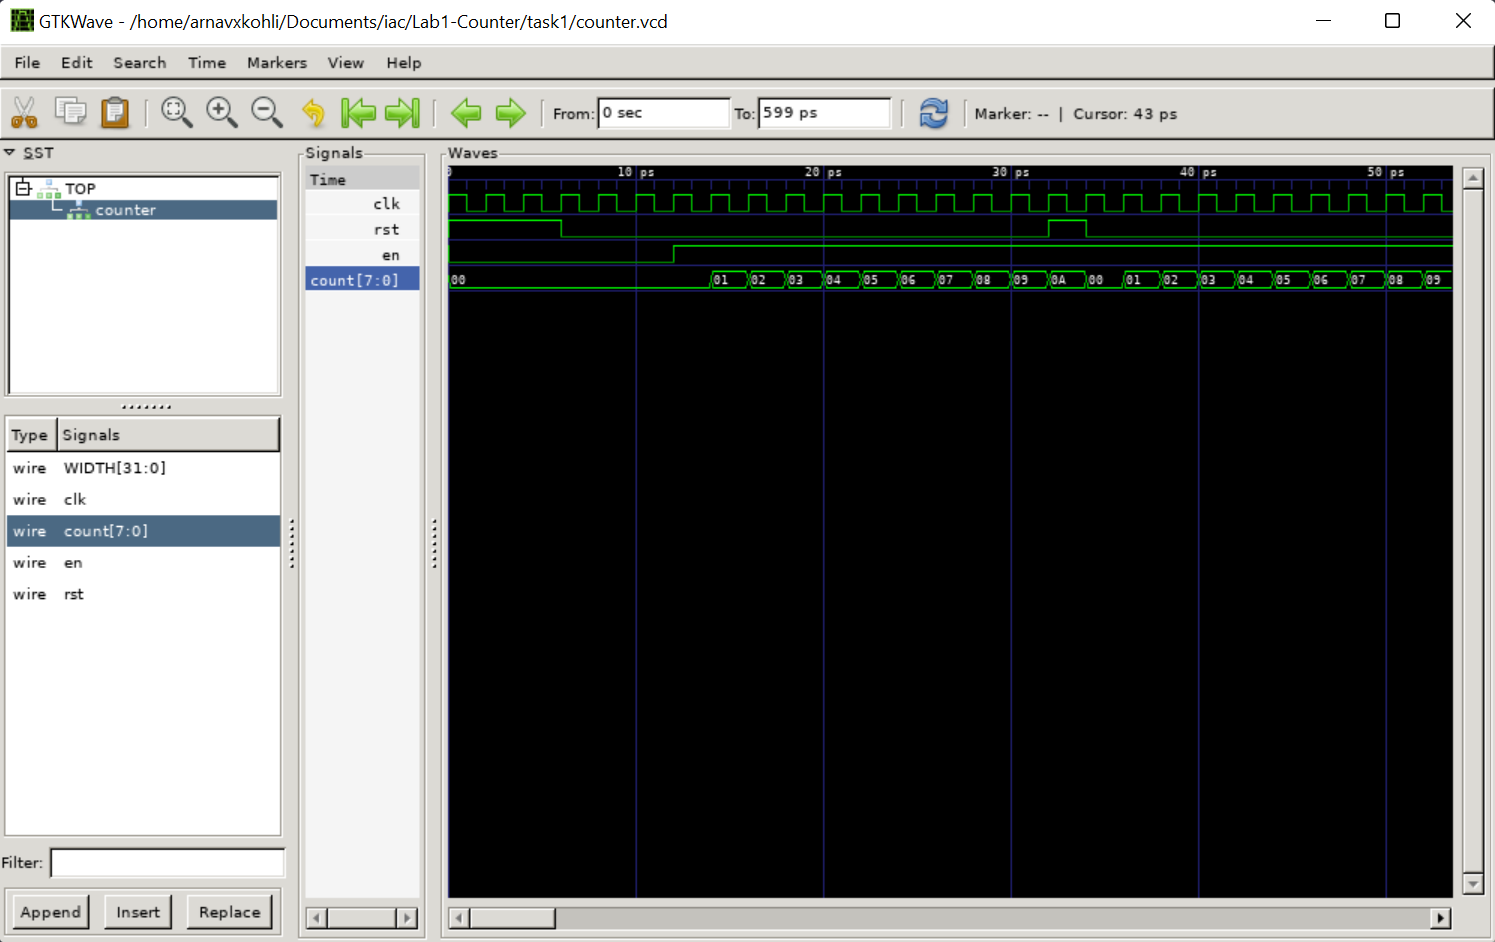 GTKWave - /home/arnavxkohli/Documents/iac/Lab1-Counter/task1/counter.vcd
File Edit Search Time Markers View Help
From: 0 sec To: 599 ps Marker: -- | Cursor: 43 ps
SST
TOP
counter
Type Signals
wire WIDTH[31:0]
wire clk
wire count[7:0]
wire en
wire rst
Filter:
Append Insert Replace
Signals
Time
clk
rst
en
count[7:0]
Waves
10 ps 20 ps 30 ps 40 ps 50 ps
00 01 02 03 04 05 06 07 08 09 0A 00 01 02 03 04 05 06 07 08 09